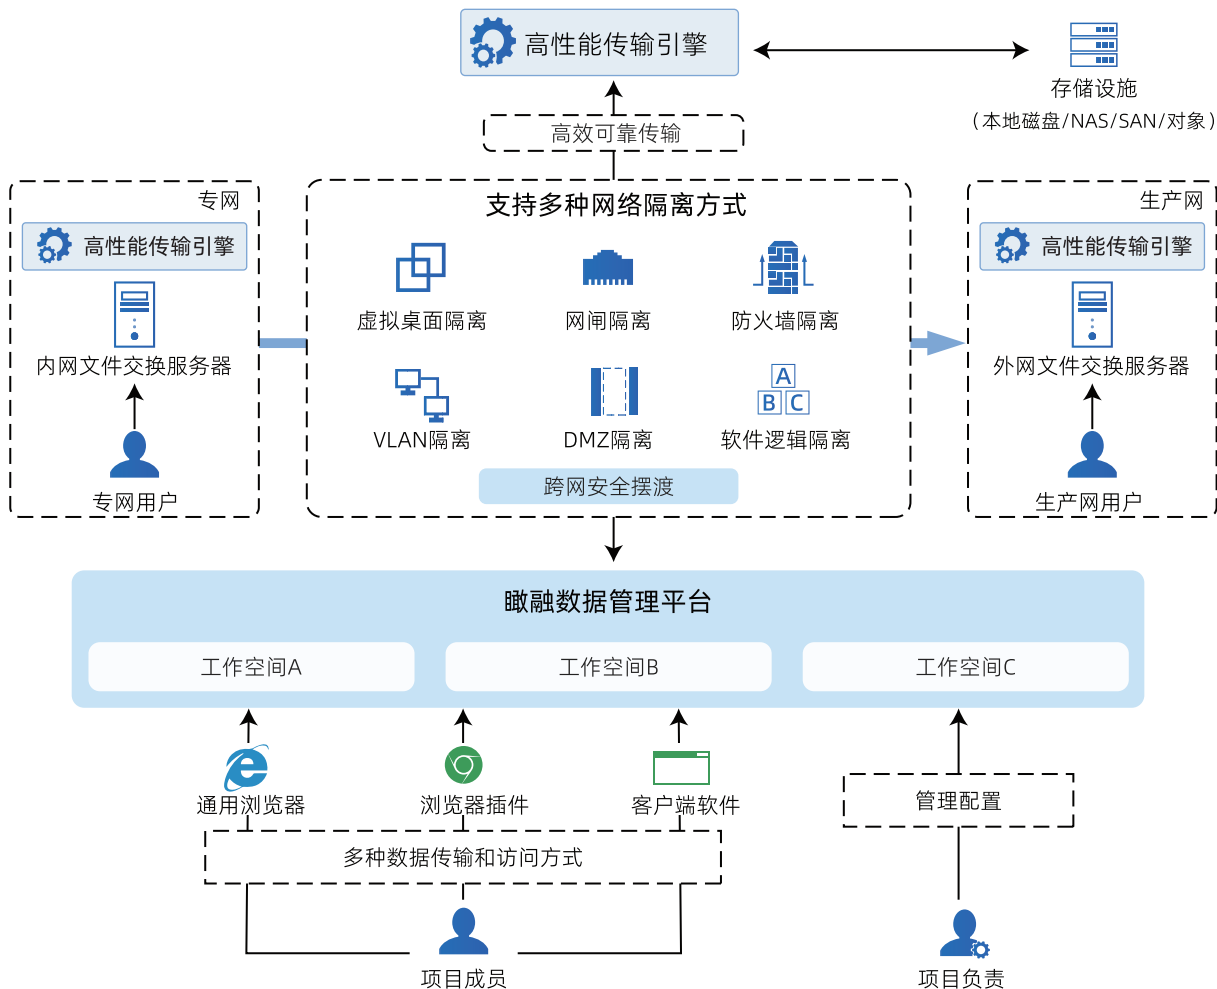 高性能传输引擎
存储设施
（本地磁盘/NAS/SAN/对象）
高效可靠传输
专网
高性能传输引擎
内网文件交换服务器
专网用户
支持多种网络隔离方式
虚拟桌面隔离
网闸隔离
防火墙隔离
VLAN隔离
DMZ隔离
A
B C
软件逻辑隔离
跨网安全摆渡
生产网
高性能传输引擎
外网文件交换服务器
生产网用户
瞰融数据管理平台
工作空间A
工作空间B
工作空间C
通用浏览器
浏览器插件
客户端软件
管理配置
多种数据传输和访问方式
项目成员
项目负责